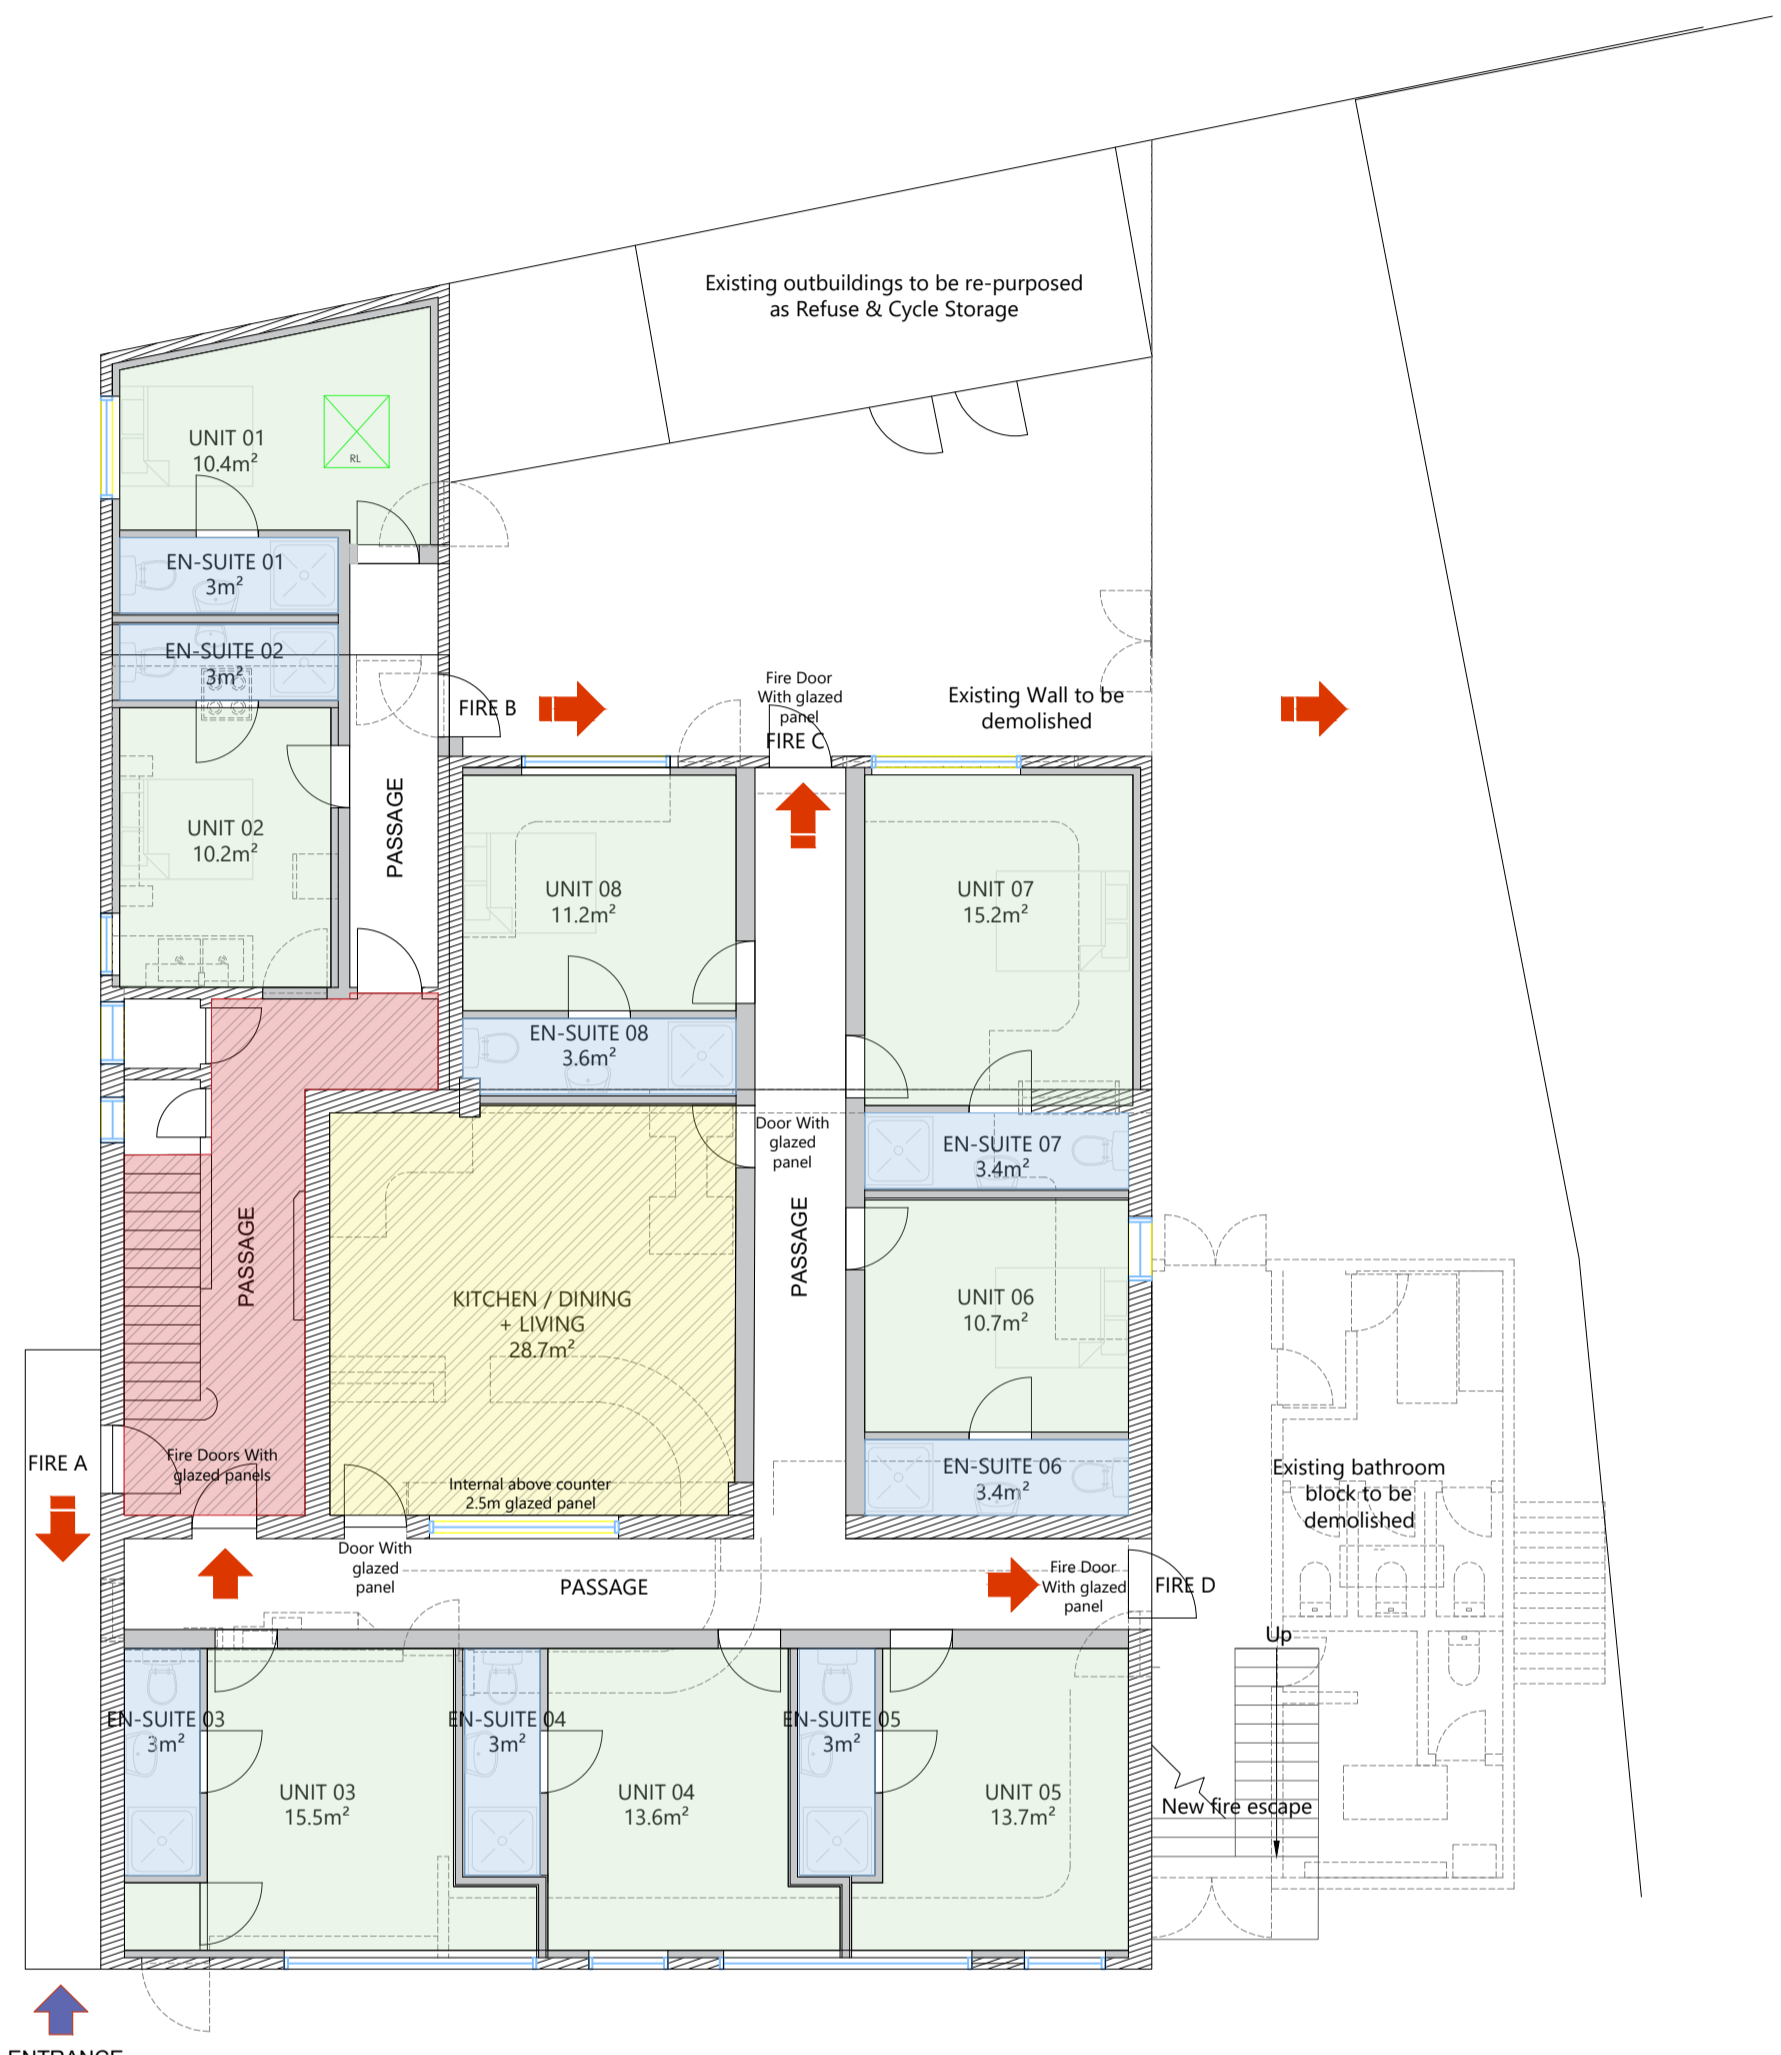 Existing outbuildings to be re-purposed
as Refuse & Cycle Storage
UNIT 01
10.4m²
RL
EN-SUITE 01
3m²
EN-SUITE 02
3m²
FIRE B
Fire Door
With glazed
panel
FIRE C
Existing Wall to be
demolished
UNIT 02
10.2m²
PASSAGE
UNIT 08
11.2m²
UNIT 07
15.2m²
EN-SUITE 08
3.6m²
Door With
glazed
panel
EN-SUITE 07
3.4m²
PASSAGE
PASSAGE
KITCHEN / DINING
+ LIVING
28.7m²
UNIT 06
10.7m²
FIRE A
Fire Doors With
glazed panels
Internal above counter
2.5m glazed panel
EN-SUITE 06
3.4m²
Existing bathroom
block to be
demolished
Door With
glazed
panel
PASSAGE
Fire Door
With glazed
panel
FIRE D
Up
EN-SUITE 03
3m²
EN-SUITE 04
3m²
EN-SUITE 05
3m²
UNIT 03
15.5m²
UNIT 04
13.6m²
UNIT 05
13.7m²
New fire escape
ENTRANCE